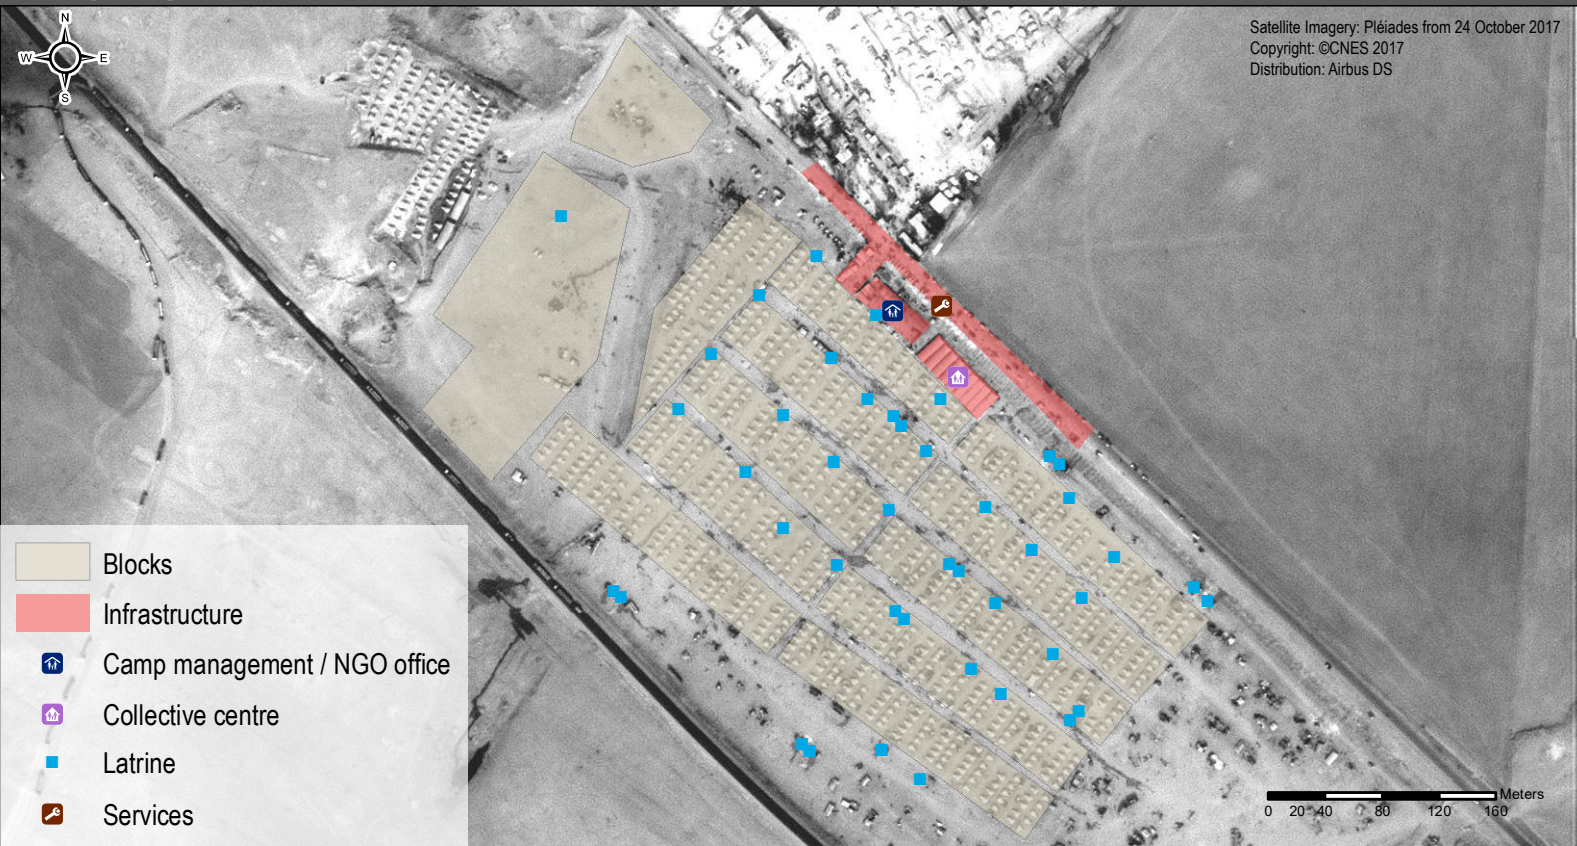 N
W E
S
Satellite Imagery: Pléiades from 24 October 2017
Copyright: ©CNES 2017
Distribution: Airbus DS
Blocks
Infrastructure
Camp management / NGO office
Collective centre
Latrine
Services
Meters
0 20 40 80 120 160